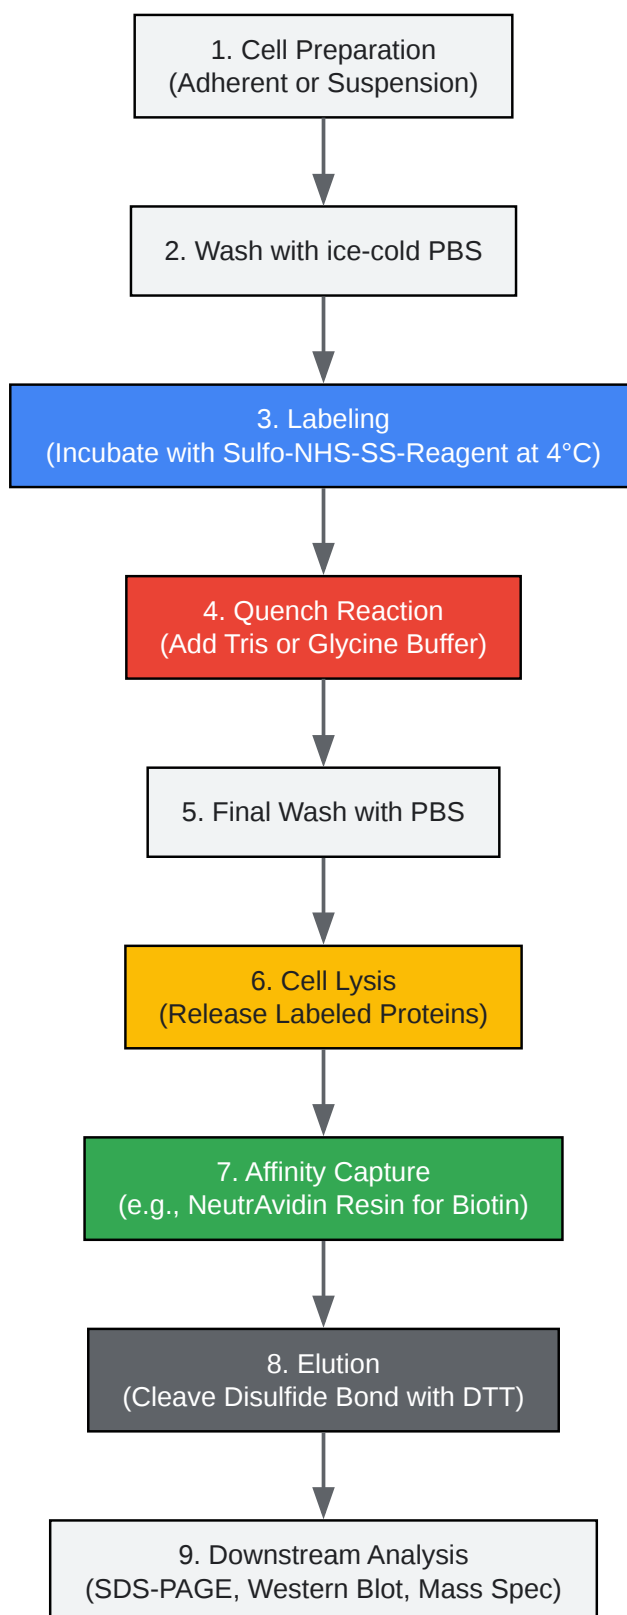 1. Cell Preparation
(Adherent or Suspension)
2. Wash with ice-cold PBS
3. Labeling
(Incubate with Sulfo-NHS-SS-Reagent at 4°C)
4. Quench Reaction
(Add Tris or Glycine Buffer)
5. Final Wash with PBS
6. Cell Lysis
(Release Labeled Proteins)
7. Affinity Capture
(e.g., NeutrAvidin Resin for Biotin)
8. Elution
(Cleave Disulfide Bond with DTT)
9. Downstream Analysis
(SDS-PAGE, Western Blot, Mass Spec)